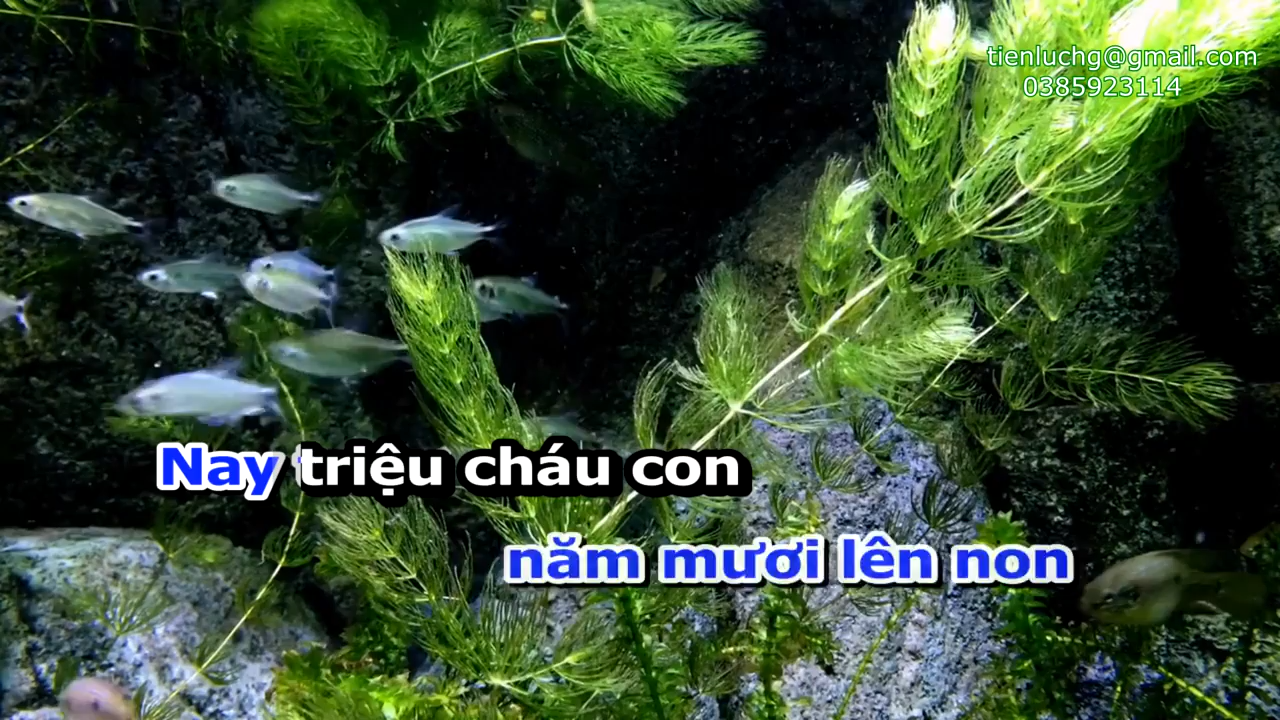 tienluchg@gmail.com
0385923114
Nay triệu cháu con
năm mươi lên non